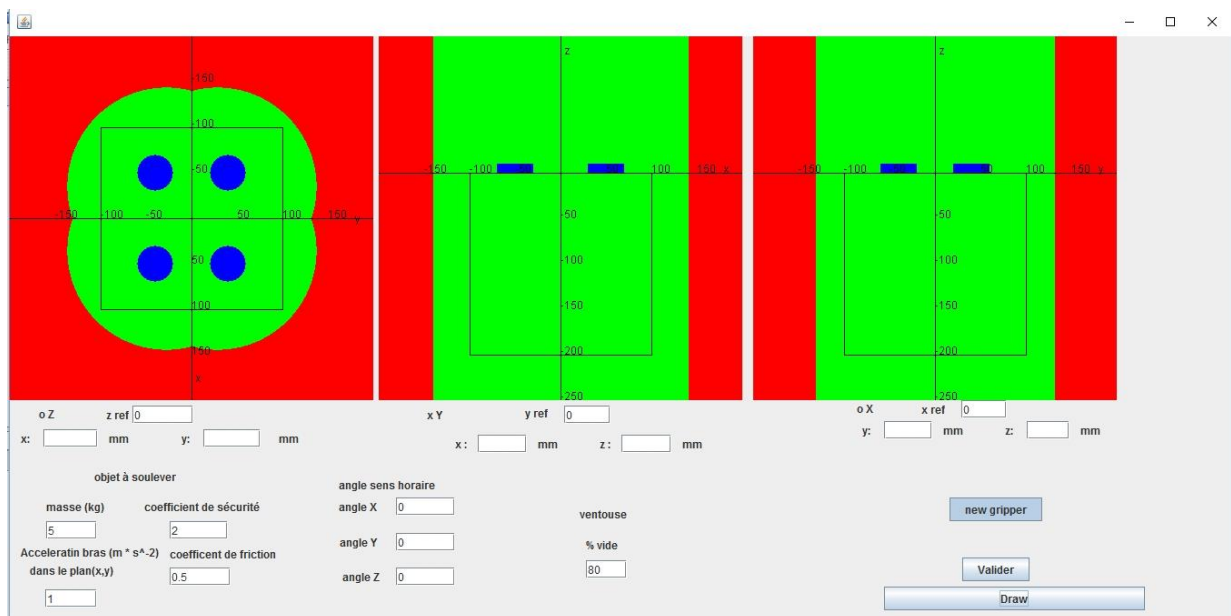 z
z
-150
-100
-50
-150 -100 -50 50 100 150 y
-150 -100 50 100 150 x
-150 -100 50 100 150 y
50
100
150
x
-50
-100
-150
-200
-250
-50
-100
-150
-200
-250
o Z z ref 0
x Y y ref 0
o X x ref 0
x: mm y: mm
x : mm z : mm
y: mm z: mm
objet à soulever
masse (kg) coefficient de sécurité
5 2
Acceleratin bras (m * s^-2) coefficent de friction
dans le plan(x,y) 0.5
1
angle sens horaire
angle X 0
angle Y 0
angle Z 0
ventouse
% vide
80
new gripper
Valider
Draw